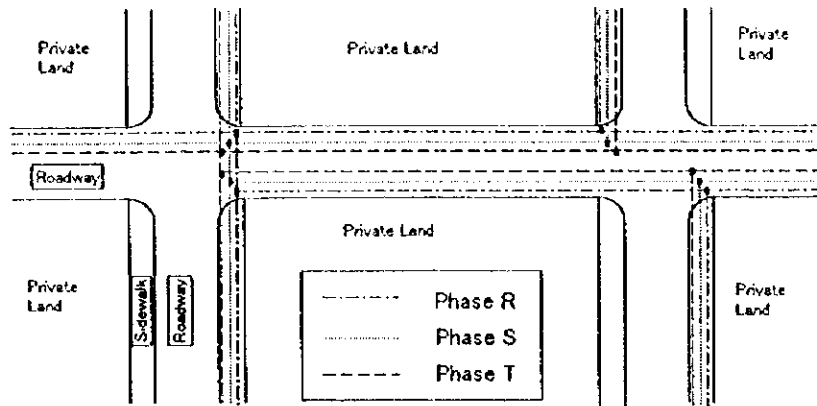 Private
Land
Private Land
Private
Land
Roadway
Private Land
Private
Land
Sidewalk
Roadway
Private
Land
Phase R
Phase S
Phase T